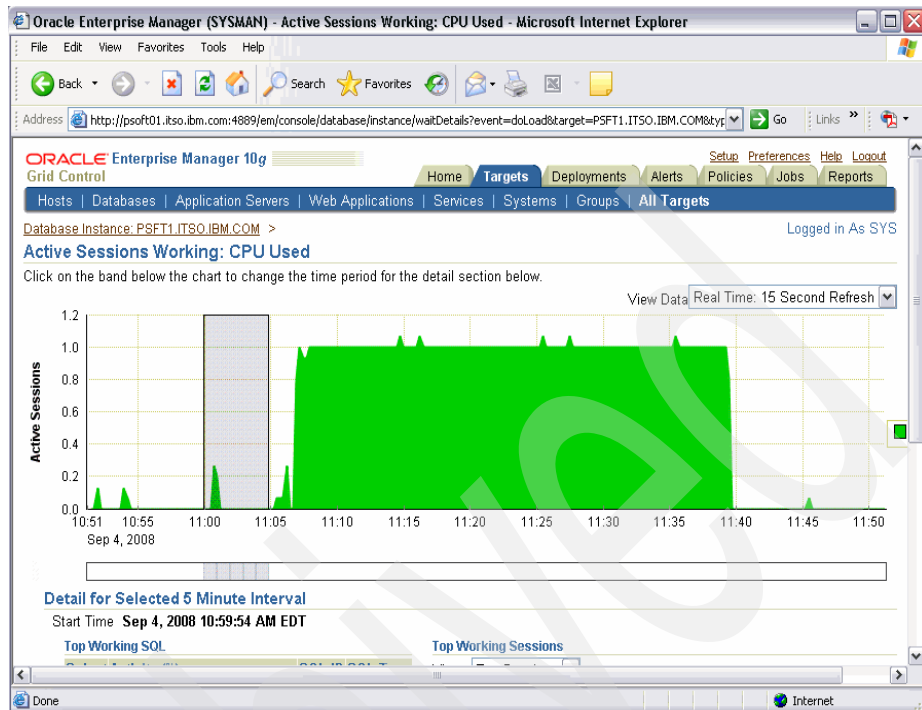 Oracle Enterprise Manager (SYSMAN) - Active Sessions Working: CPU Used - Microsoft Internet Explorer
File Edit View Favorites Tools Help
Back Search Favorites
Address http://psoft01.itso.ibm.com:4889/em/console/database/instance/waitDetails?event=doLoad&target=PSFT1.ITSO.IBM.COM&typ Go Links »
ORACLE Enterprise Manager 10g
Setup Preferences Help Logout
Grid Control
Home Targets Deployments Alerts Policies Jobs Reports
Hosts | Databases | Application Servers | Web Applications | Services | Systems | Groups | All Targets
Database Instance: PSFT1.ITSO.IBM.COM >
Logged in As SYS
Active Sessions Working: CPU Used
Click on the band below the chart to change the time period for the detail section below.
View Data Real Time: 15 Second Refresh
Active Sessions
1.2
1.0
0.8
0.6
0.4
0.2
0.0
10:51 10:55 11:00 11:05 11:10 11:15 11:20 11:25 11:30 11:35 11:40 11:45 11:50
Sep 4, 2008
Detail for Selected 5 Minute Interval
Start Time Sep 4, 2008 10:59:54 AM EDT
Top Working SQL
Top Working Sessions
Done
Internet